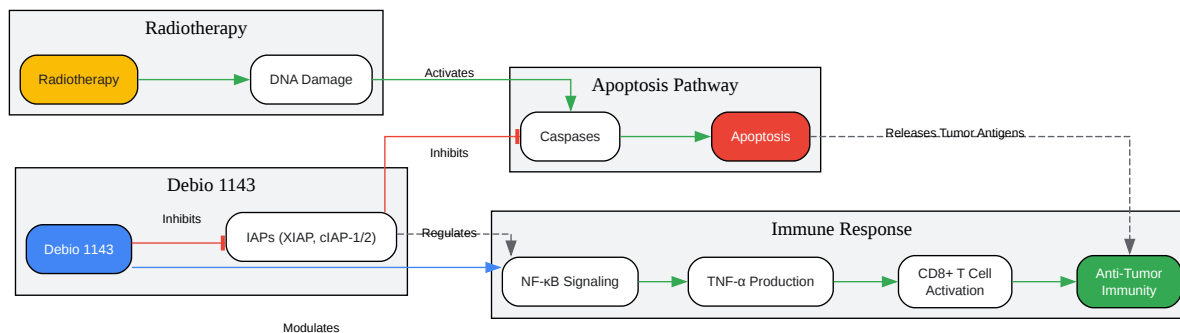 Radiotherapy
Radiotherapy
DNA Damage
Activates
Apoptosis Pathway
Caspases
Apoptosis
Releases Tumor Antigens
Inhibits
Debio 1143
Inhibits
Debio 1143
IAPs (XIAP, cIAP-1/2)
Regulates
Immune Response
NF-κB Signaling
TNF-α Production
CD8+ T Cell
Activation
Anti-Tumor
Immunity
Modulates